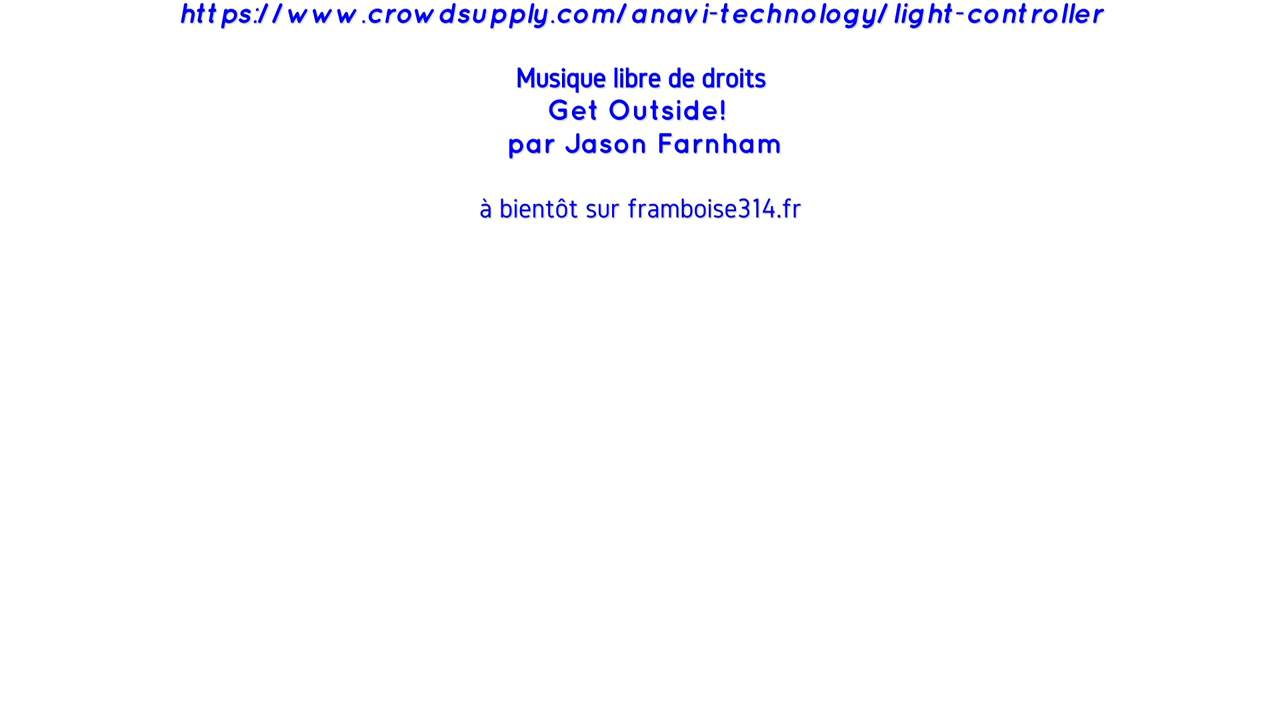 https://www.crowdsupply.com/anavi-technology/light-controller
Musique libre de droits
Get Outside!
par Jason Farnham
à bientôt sur framboise314.fr